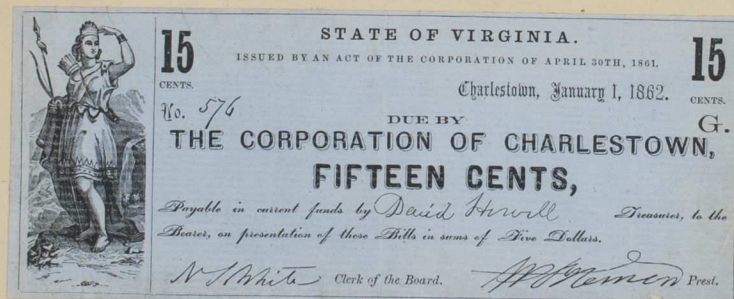 STATE OF VIRGINIA.
15 ISSUED BY AN ACT OF THE CORPORATION OF APRIL 30TH, 1861. 15
CENTS. Charlestown, January 1, 1862. CENTS.
No. 576 DUE BY G.
THE CORPORATION OF CHARLESTOWN,
FIFTEEN CENTS,
Payable in current funds by David Howell Treasurer, to the
Bearer, on presentation of these Bills in sums of Five Dollars.
N S White Clerk of the Board. Prest.